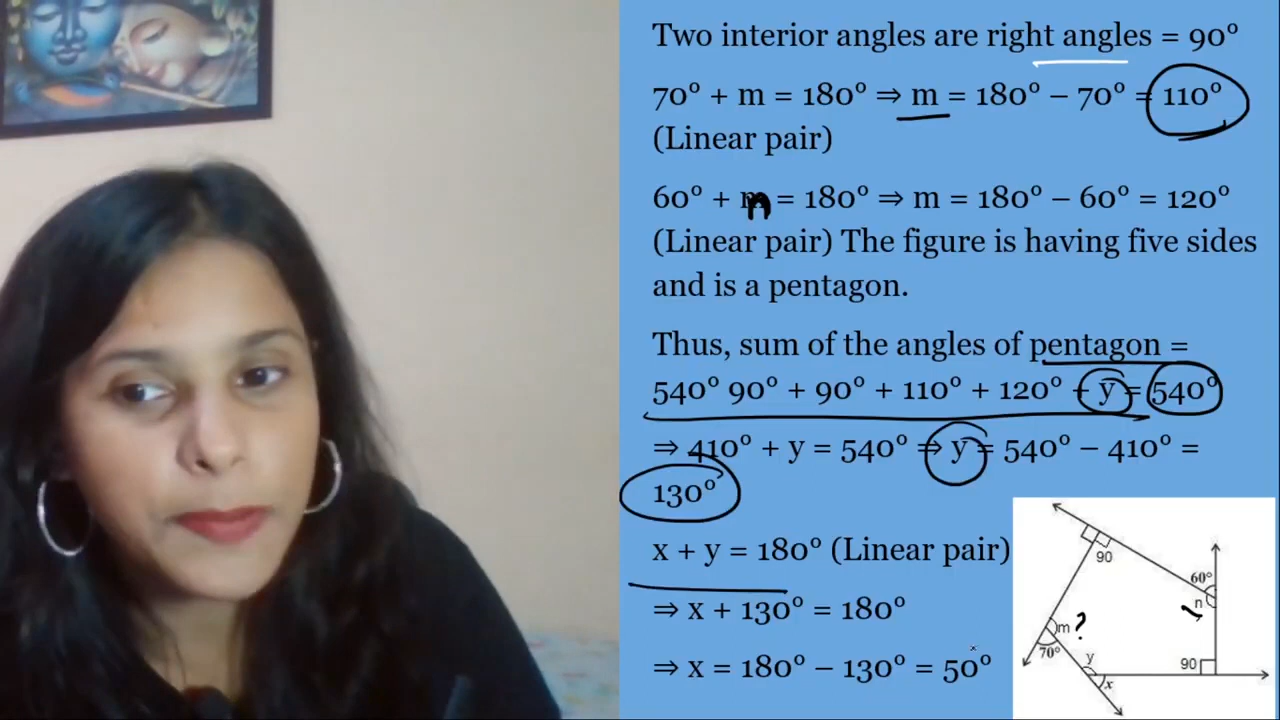 Two interior angles are right angles = 90°
70° + m = 180° ⇒ m = 180° – 70° = 110°
(Linear pair)
60° + n = 180° ⇒ m = 180° – 60° = 120°
(Linear pair) The figure is having five sides
and is a pentagon.
Thus, sum of the angles of pentagon =
540° 90° + 90° + 110° + 120° + y = 540°
⇒ 410° + y = 540° ⇒ y = 540° – 410° =
130°
x + y = 180° (Linear pair)
⇒ x + 130° = 180°
⇒ x = 180° – 130° = 50°
90
60°
n
m ?
70°
y
90
x